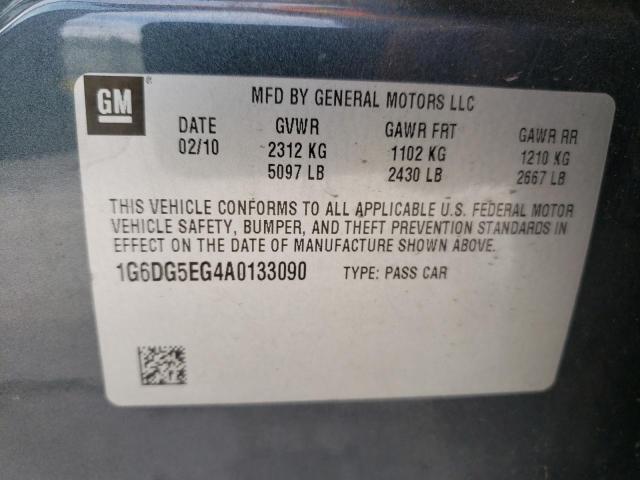 GM ®
MFD BY GENERAL MOTORS LLC
DATE GVWR GAWR FRT GAWR RR
02/10 2312 KG 1102 KG 1210 KG
5097 LB 2430 LB 2667 LB
THIS VEHICLE CONFORMS TO ALL APPLICABLE U.S. FEDERAL MOTOR
VEHICLE SAFETY, BUMPER, AND THEFT PREVENTION STANDARDS IN
EFFECT ON THE DATE OF MANUFACTURE SHOWN ABOVE.
1G6DG5EG4A0133090 TYPE: PASS CAR